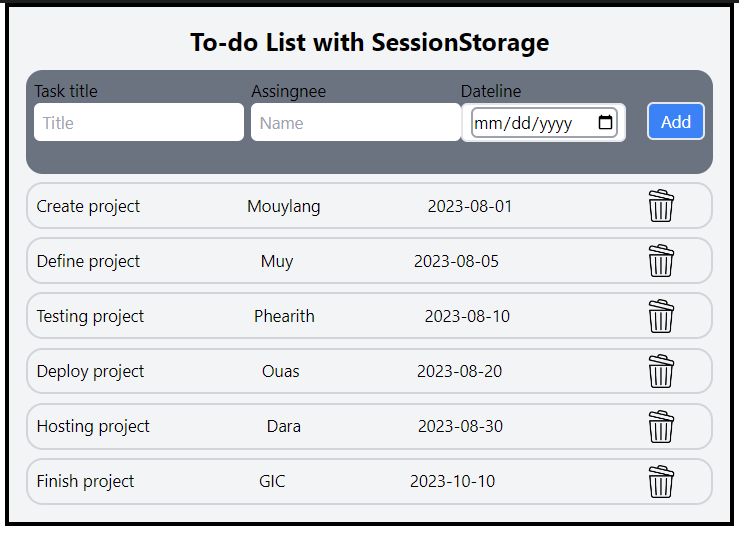 To-do List with SessionStorage
Task title Assingnee Dateline
Title Name mm/dd/yyyy Add
Create project Mouylang 2023-08-01
Define project Muy 2023-08-05
Testing project Phearith 2023-08-10
Deploy project Ouas 2023-08-20
Hosting project Dara 2023-08-30
Finish project GIC 2023-10-10